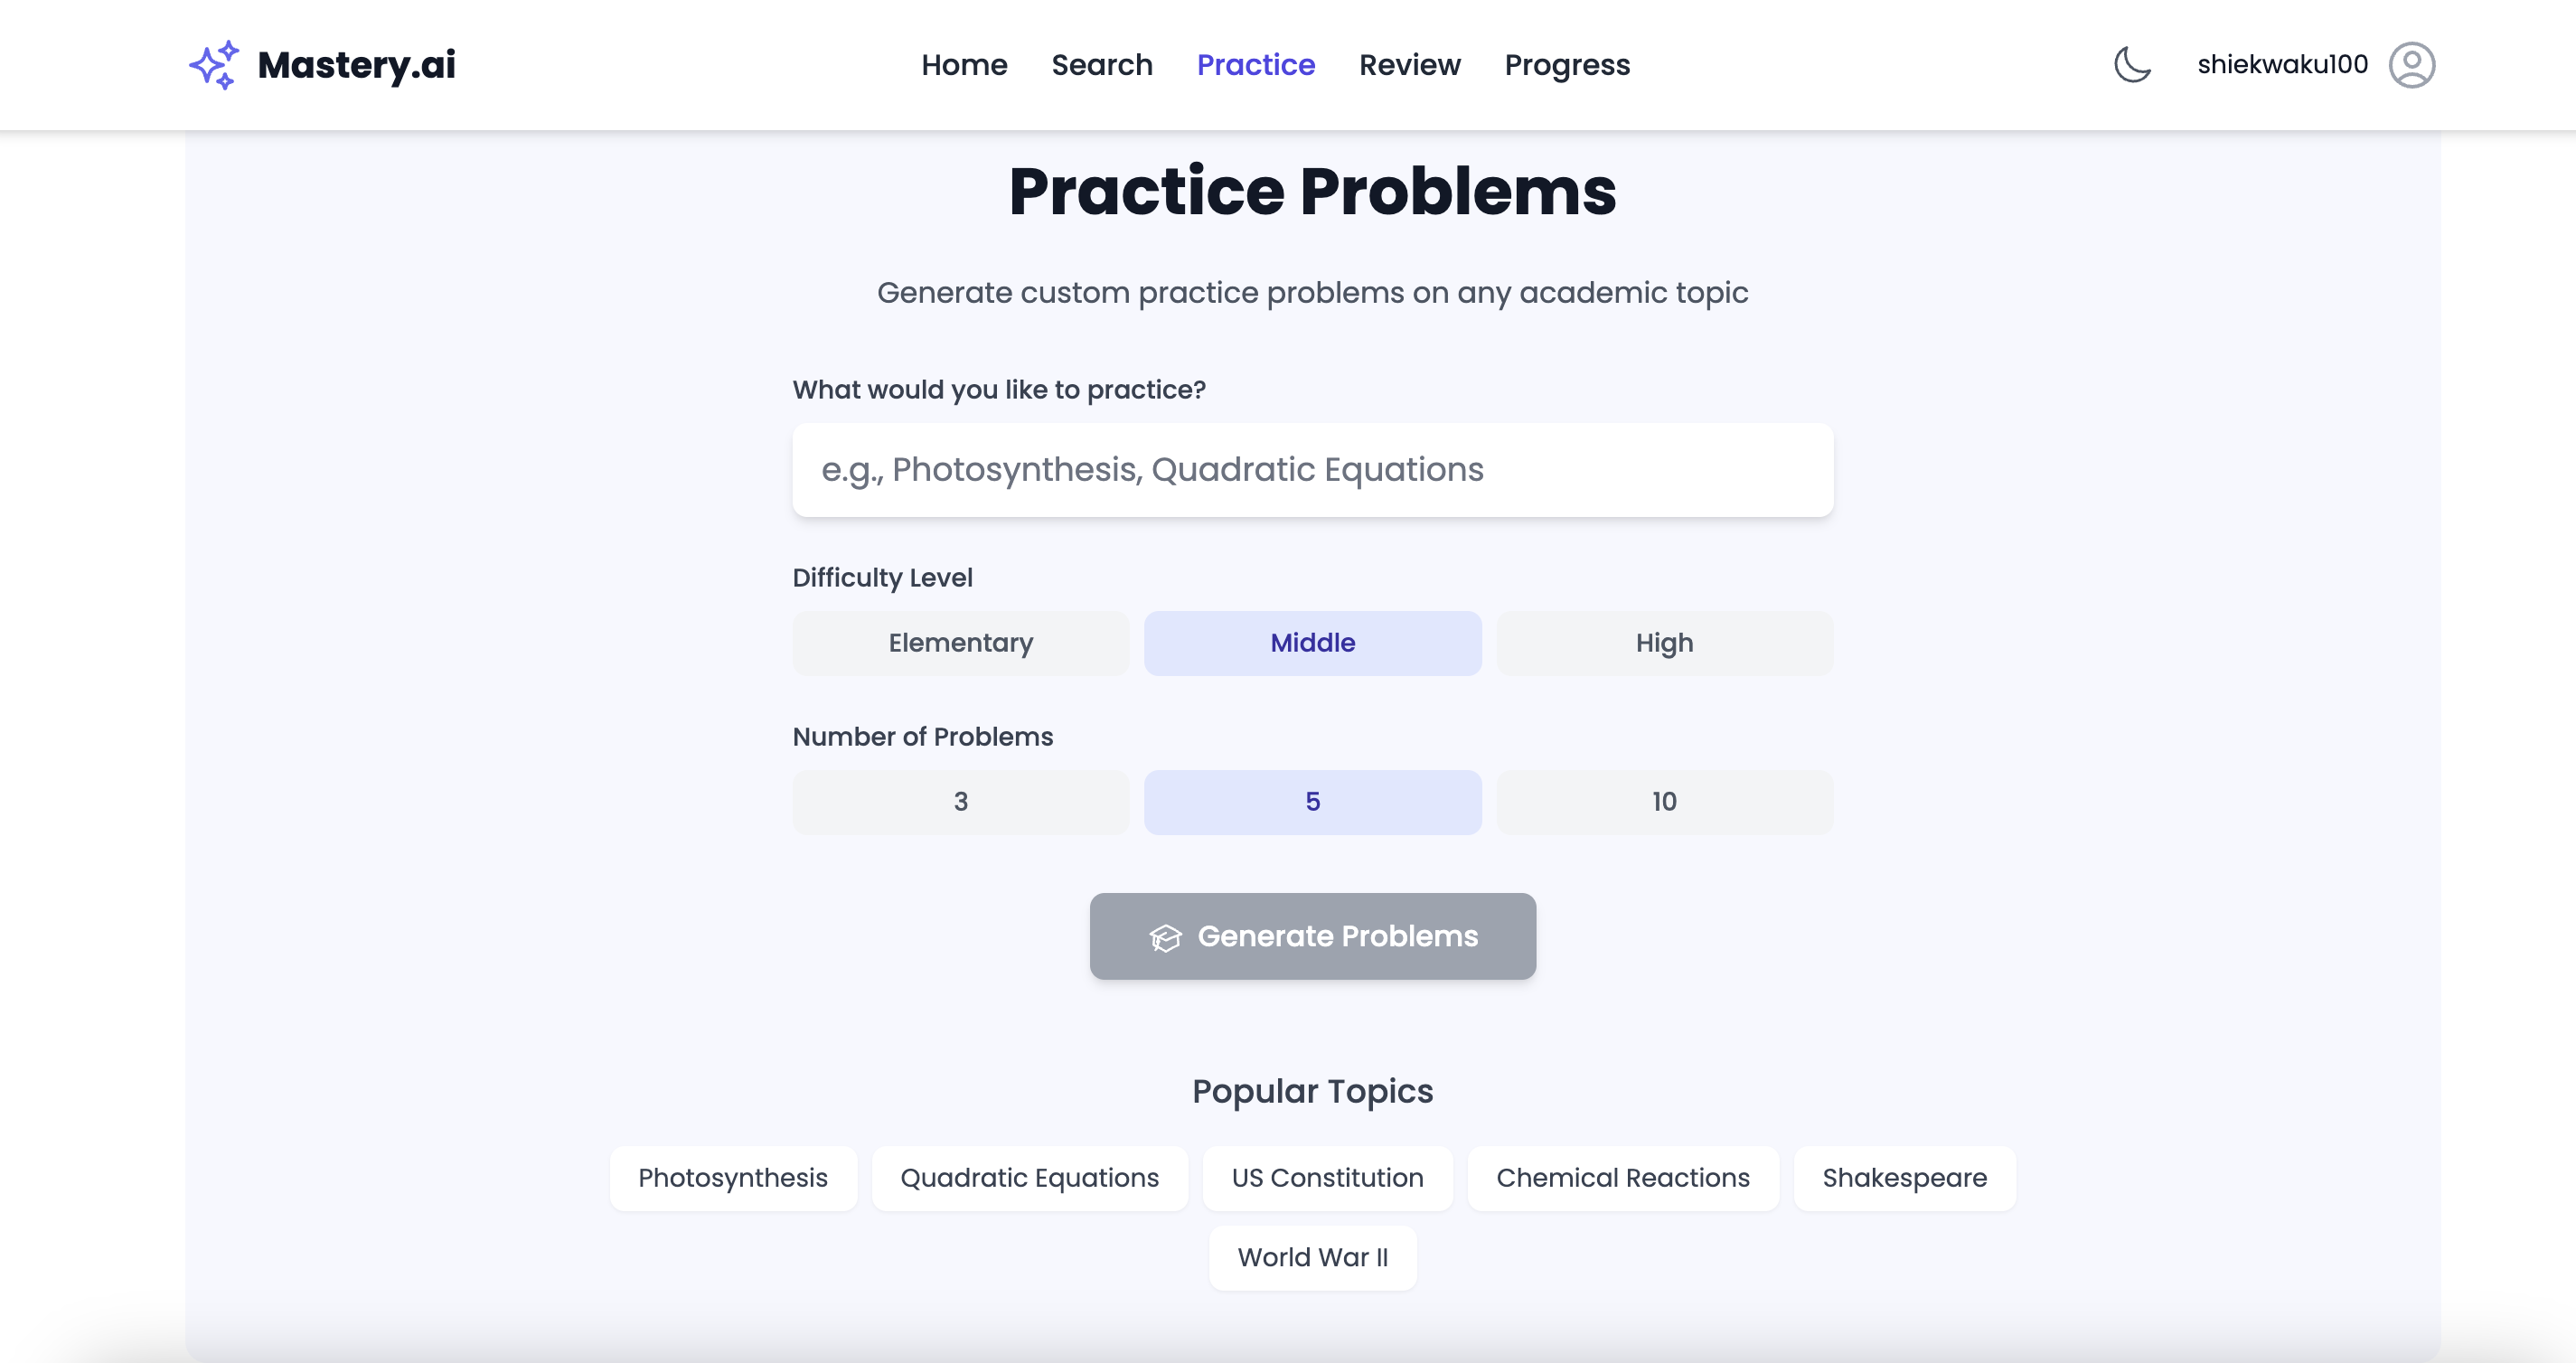 Mastery.ai
Home Search Practice Review Progress
shiekwaku100
Practice Problems
Generate custom practice problems on any academic topic
What would you like to practice?
e.g., Photosynthesis, Quadratic Equations
Difficulty Level
Elementary Middle High
Number of Problems
3 5 10
Generate Problems
Popular Topics
Photosynthesis Quadratic Equations US Constitution Chemical Reactions Shakespeare
World War II